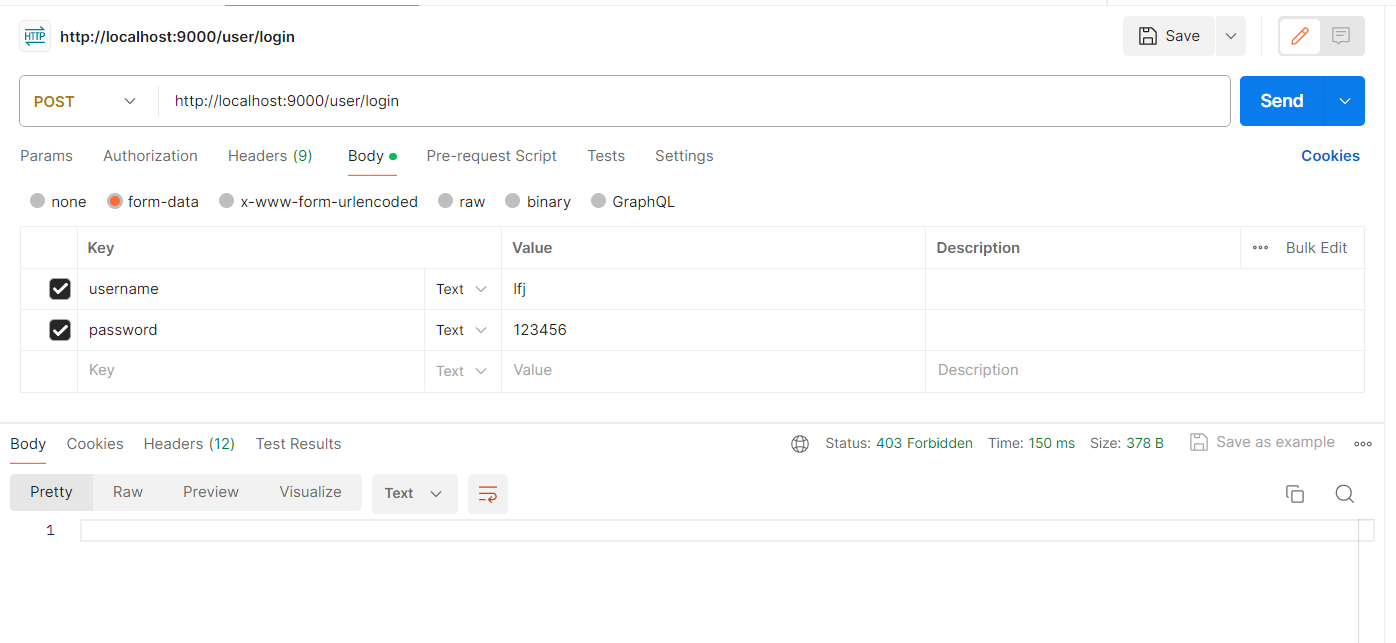 HTTP http://localhost:9000/user/login Save
POST http://localhost:9000/user/login Send
Params Authorization Headers (9) Body Pre-request Script Tests Settings Cookies
none form-data x-www-form-urlencoded raw binary GraphQL
Key Value Description Bulk Edit
username Text lfj
password Text 123456
Key Text Value Description
Body Cookies Headers (12) Test Results Status: 403 Forbidden Time: 150 ms Size: 378 B Save as example
Pretty Raw Preview Visualize Text
1